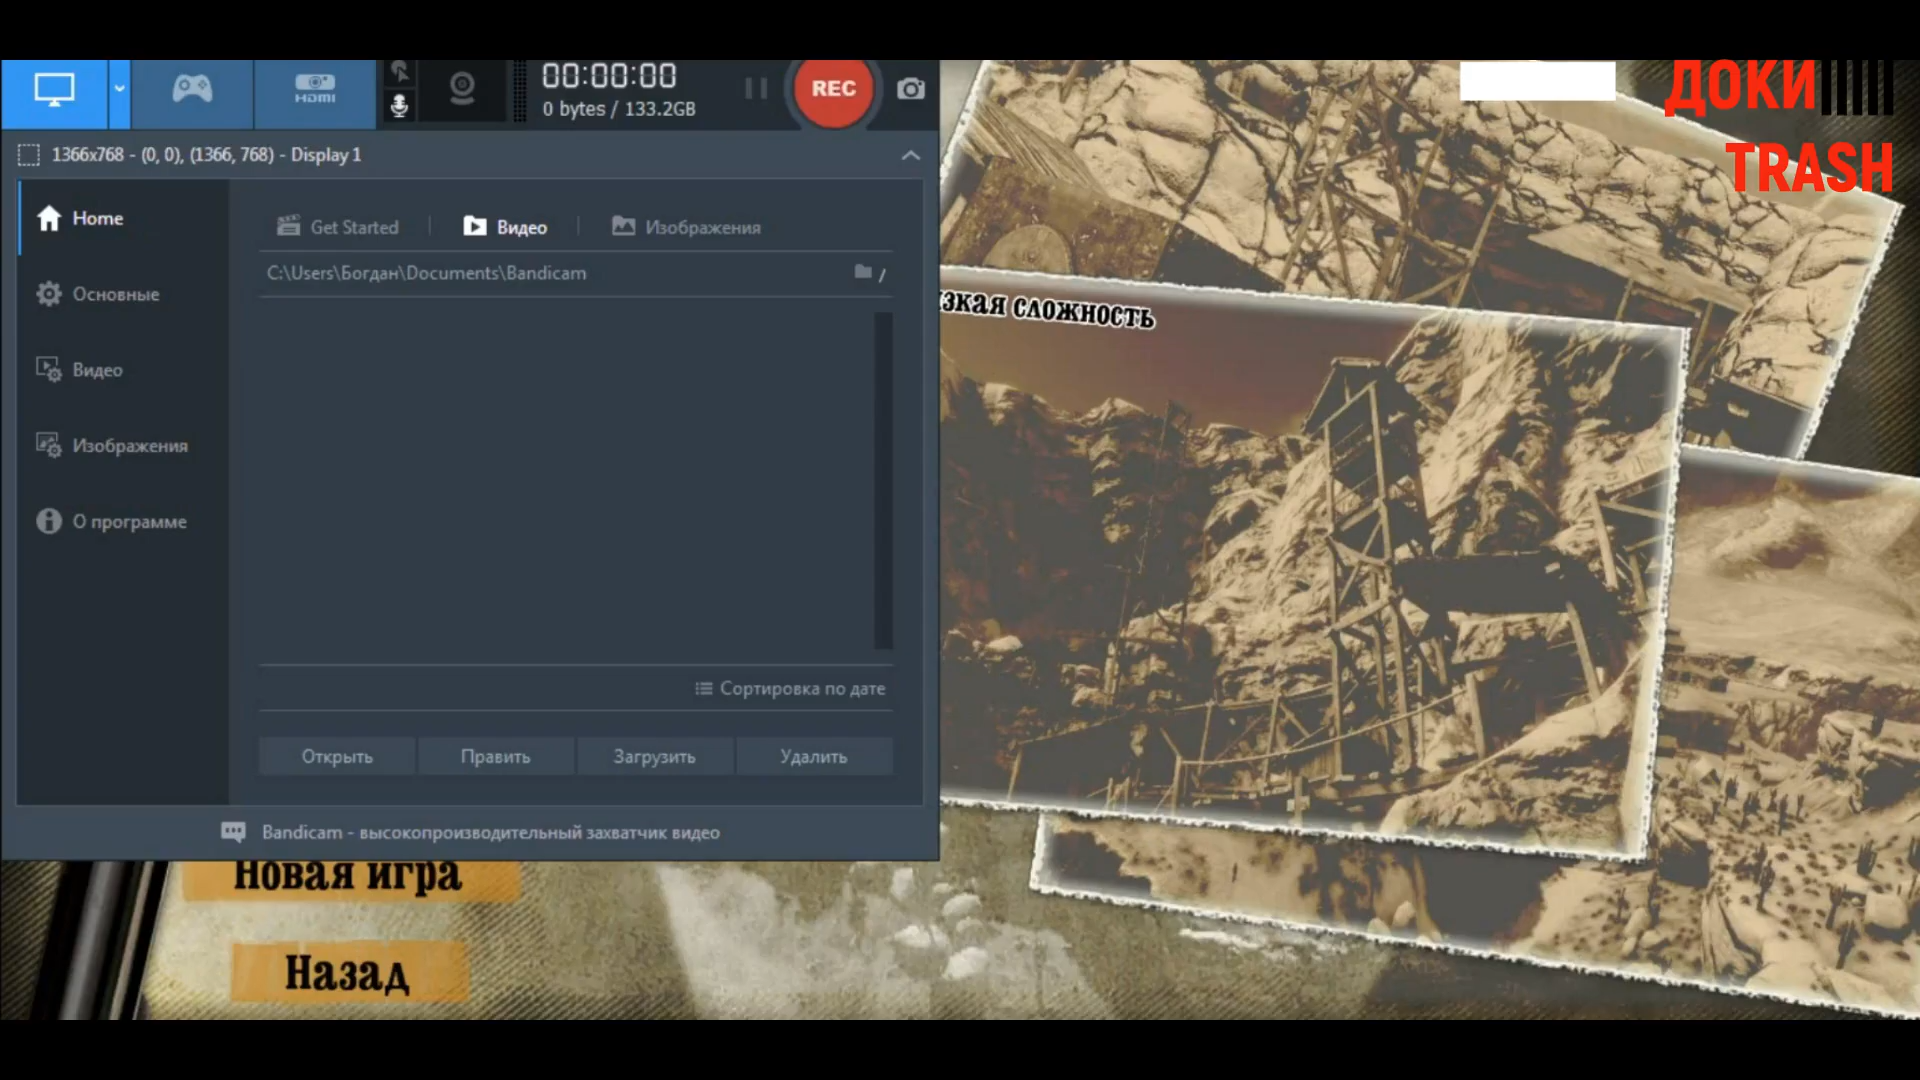 HDMI
00:00:00
0 bytes / 133.2GB
REC
ДОКИ
TRASH
1366x768 - (0, 0), (1366, 768) - Display 1
Home
Основные
Видео
Изображения
О программе
Get Started
Видео
Изображения
C:\Users\Богдан\Documents\Bandicam
/
зкая сложность
Сортировка по дате
Открыть
Править
Загрузить
Удалить
Bandicam - высокопроизводительный захватчик видео
Новая игра
Назад